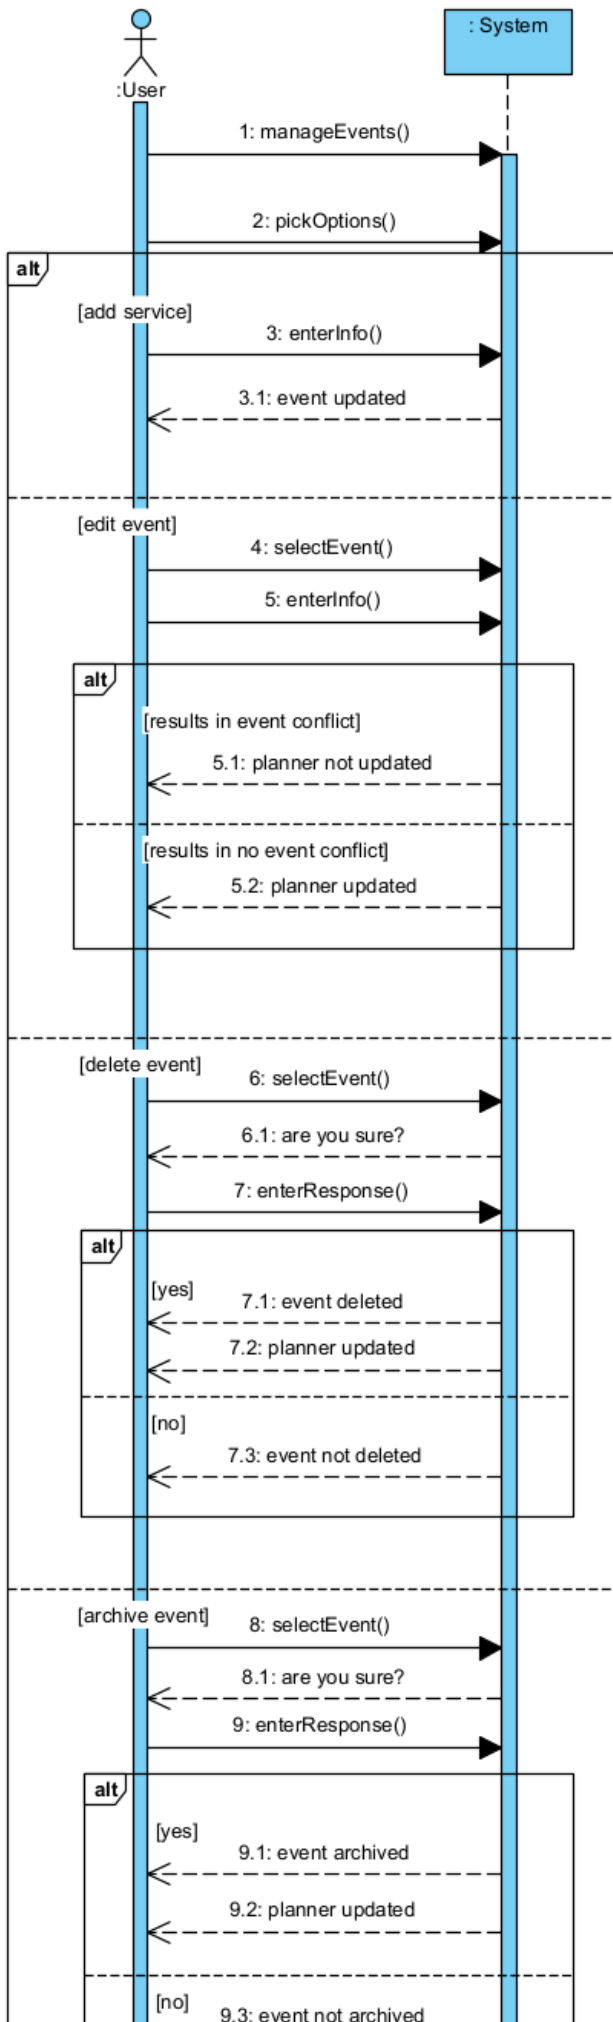 : System
:User
1: manageEvents()
2: pickOptions()
alt
[add service]
3: enterInfo()
3.1: event updated
[edit event]
4: selectEvent()
5: enterInfo()
alt
[results in event conflict]
5.1: planner not updated
[results in no event conflict]
5.2: planner updated
[delete event]
6: selectEvent()
6.1: are you sure?
7: enterResponse()
alt
[yes]
7.1: event deleted
7.2: planner updated
[no]
7.3: event not deleted
[archive event]
8: selectEvent()
8.1: are you sure?
9: enterResponse()
alt
[yes]
9.1: event archived
9.2: planner updated
[no]
9.3: event not archived